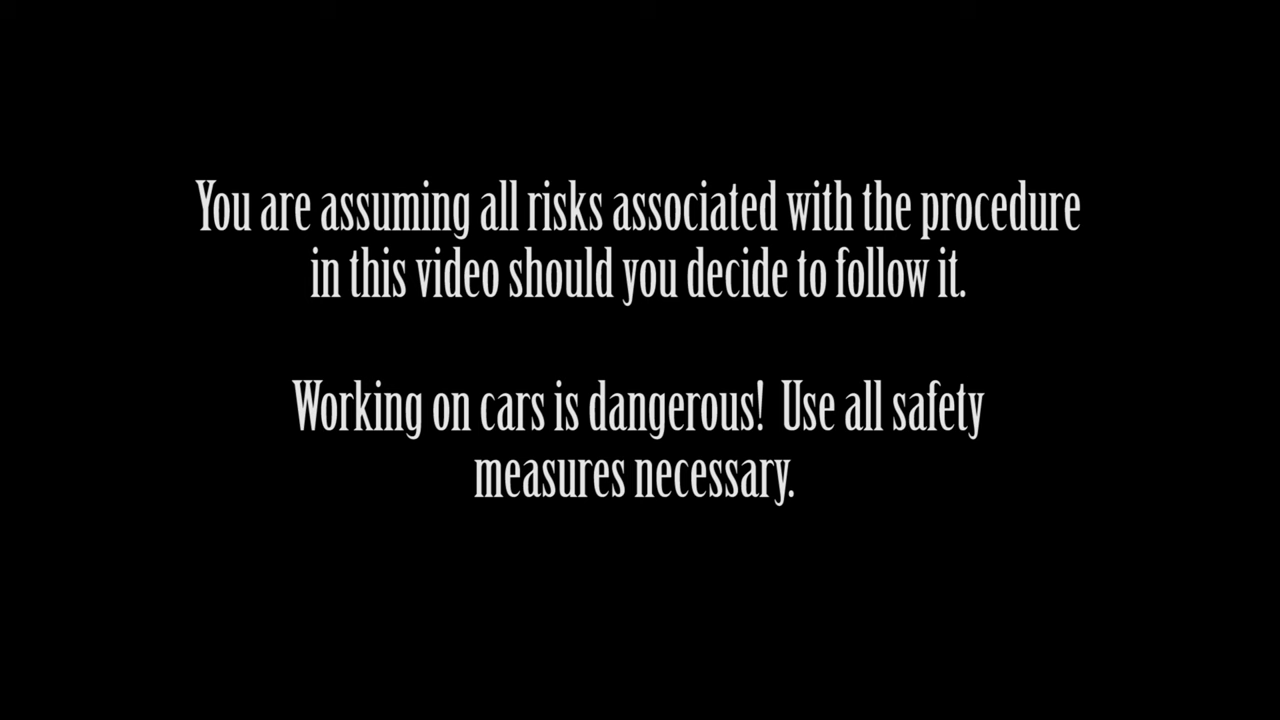 You are assuming all risks associated with the procedure
in this video should you decide to follow it.
Working on cars is dangerous!  Use all safety
measures necessary.